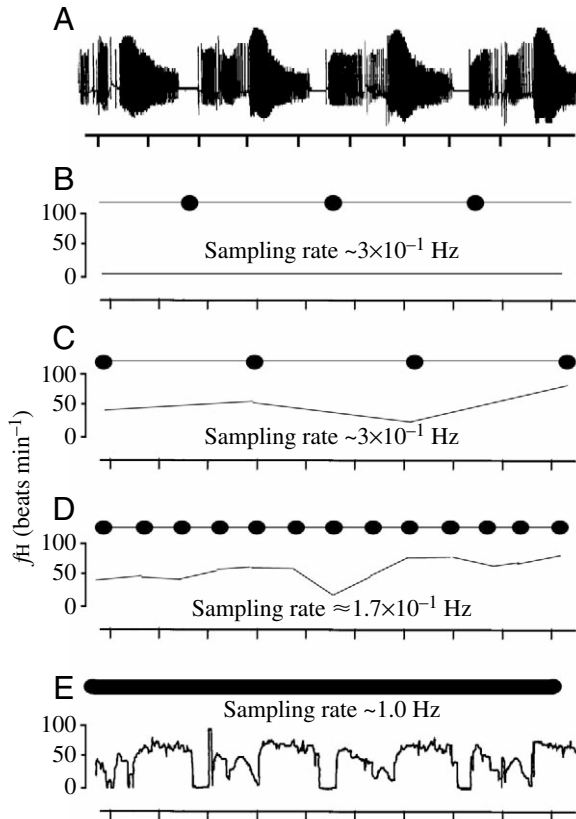 A
B
100
50
0
Sampling rate ~3×10⁻¹ Hz
C
100
50
0
Sampling rate ~3×10⁻¹ Hz
D
100
50
0
Sampling rate ≈1.7×10⁻¹ Hz
E
Sampling rate ~1.0 Hz
100
50
0
fH (beats min⁻¹)